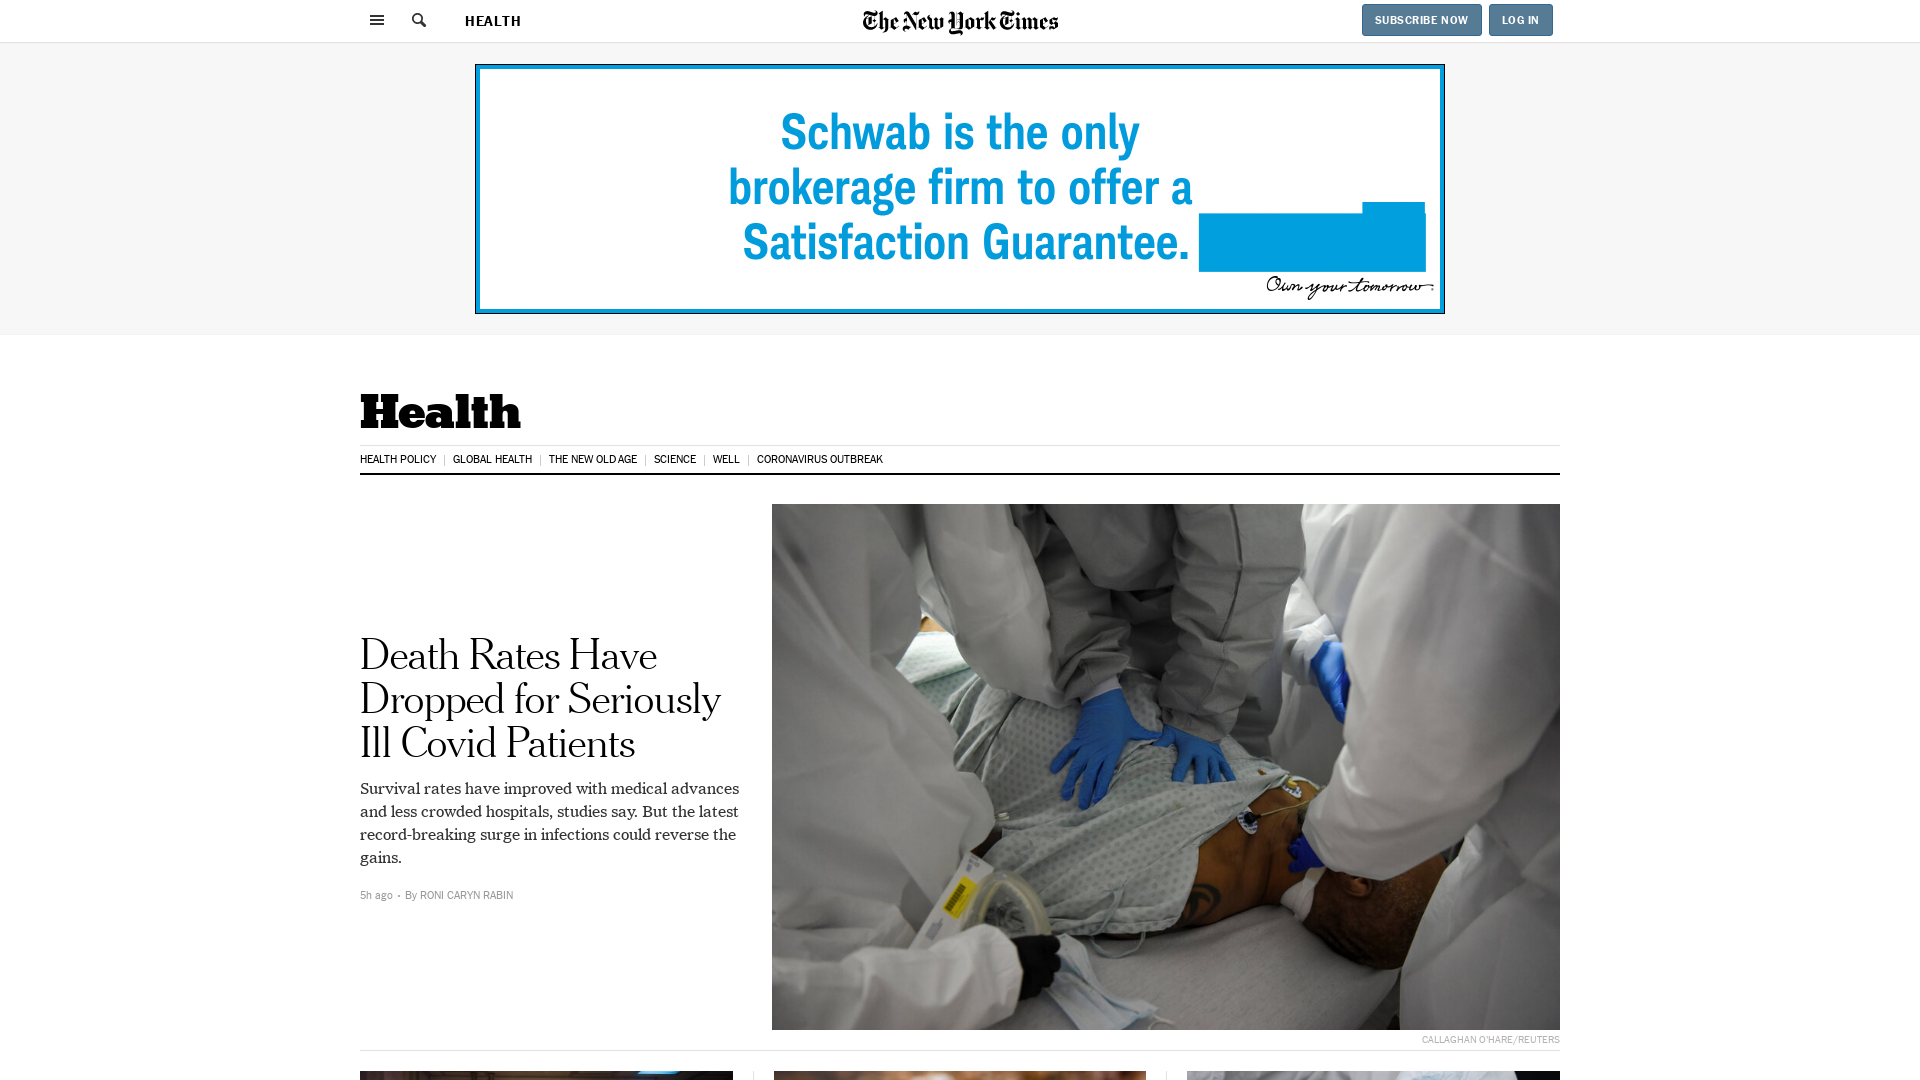 HEALTH
The New York Times
SUBSCRIBE NOW
LOG IN
Schwab is the only
brokerage firm to offer a
Satisfaction Guarantee.
Own your tomorrow.
Health
HEALTH POLICY
GLOBAL HEALTH
THE NEW OLD AGE
SCIENCE
WELL
CORONAVIRUS OUTBREAK
Death Rates Have
Dropped for Seriously
Ill Covid Patients
Survival rates have improved with medical advances
and less crowded hospitals, studies say. But the latest
record-breaking surge in infections could reverse the
gains.
5h ago · By RONI CARYN RABIN
CALLAGHAN O'HARE/REUTERS